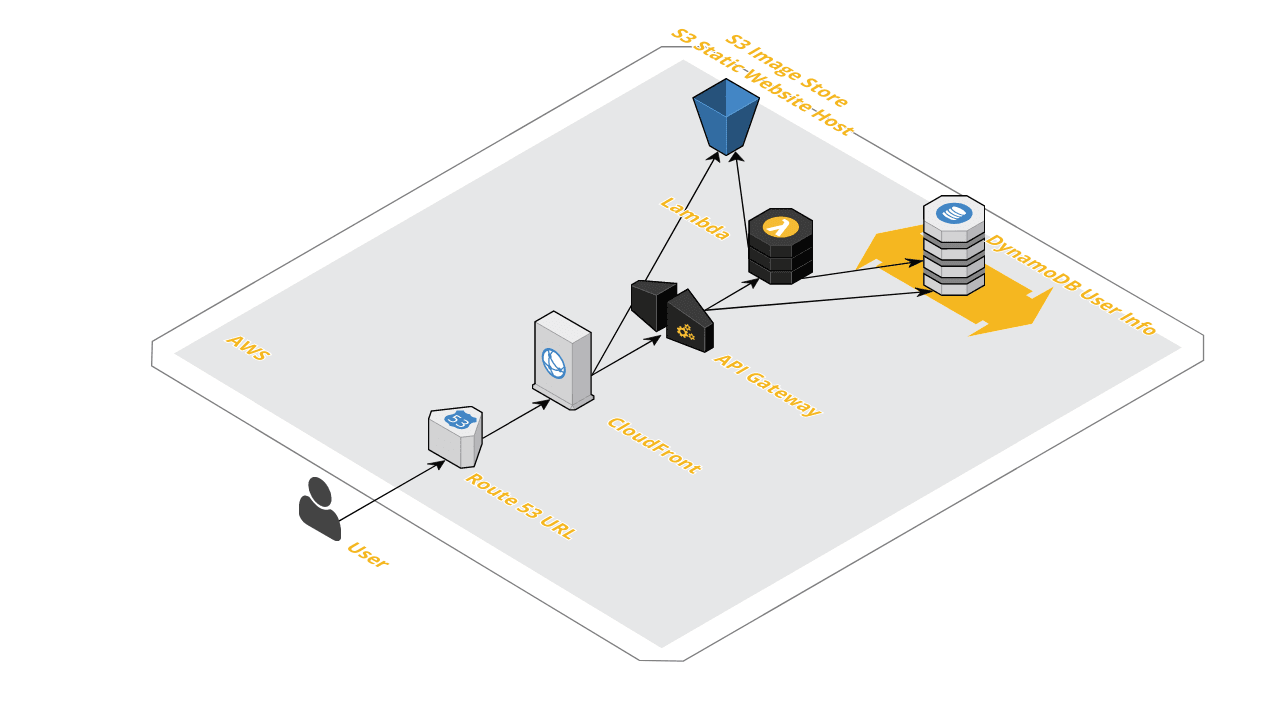 S3 Image Store
S3 Static Website Host
Lambda
DynamoDB User Info
AWS
API Gateway
CloudFront
53
Route 53 URL
User